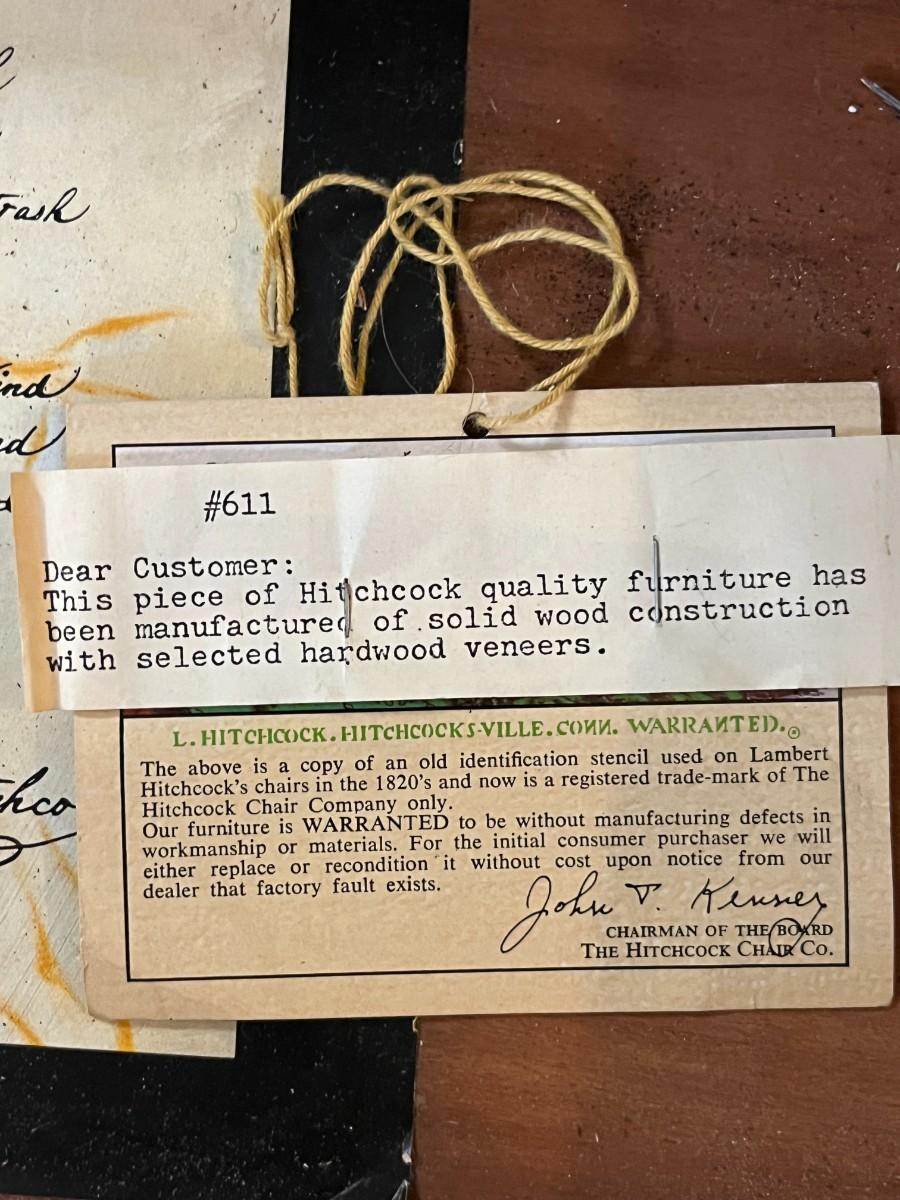 Trash
#611
Dear Customer:
This piece of Hitchcock quality furniture has
been manufactured of solid wood construction
with selected hardwood veneers.
L. HITCHCOCK. HITCHCOCKS-VILLE. CONN. WARRANTED.®
The above is a copy of an old identification stencil used on Lambert
Hitchcock's chairs in the 1820's and now is a registered trade-mark of The
Hitchcock Chair Company only.
Our furniture is WARRANTED to be without manufacturing defects in
workmanship or materials. For the initial consumer purchaser we will
either replace or recondition it without cost upon notice from our
dealer that factory fault exists.
John T. Kenney
CHAIRMAN OF THE BOARD
THE HITCHCOCK CHAIR CO.